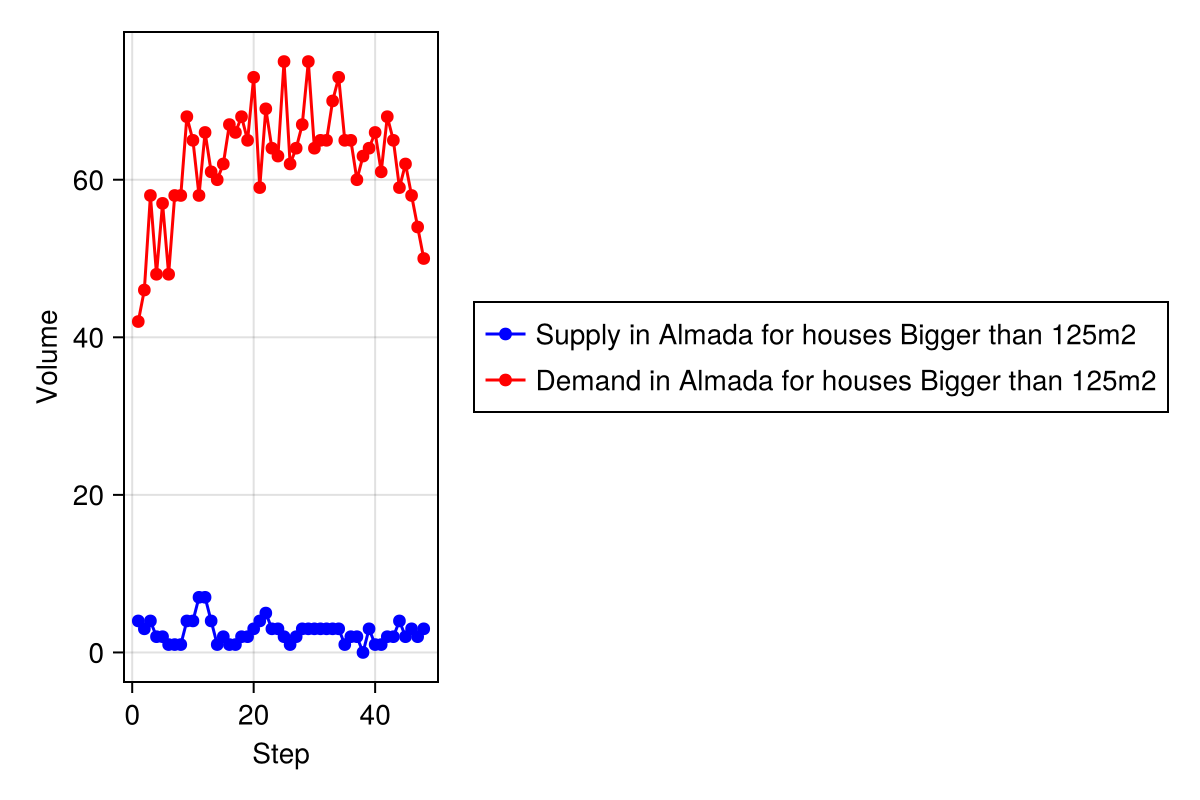 60
40
20
0
Volume
0 20 40
Step
Supply in Almada for houses Bigger than 125m2
Demand in Almada for houses Bigger than 125m2